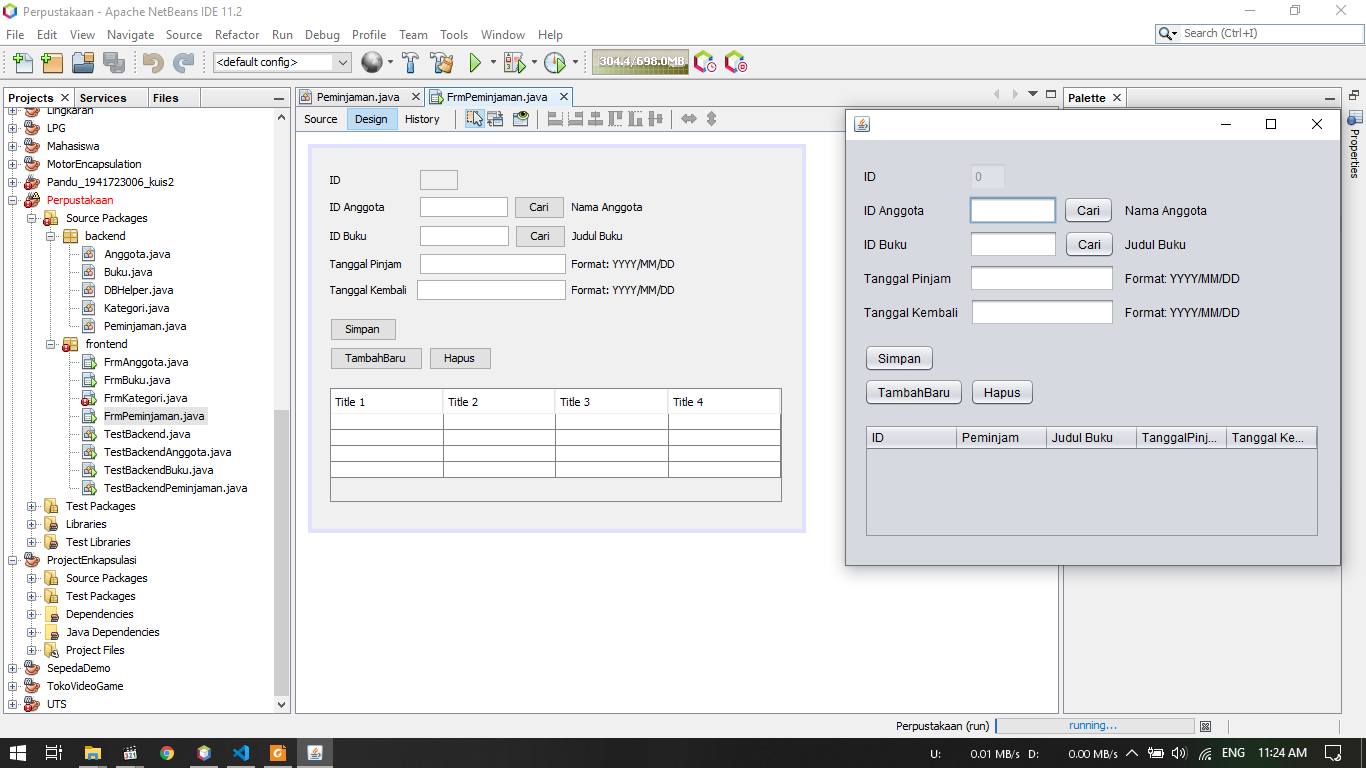 Perpustakaan - Apache NetBeans IDE 11.2
File Edit View Navigate Source Refactor Run Debug Profile Team Tools Window Help
Search (Ctrl+I)
<default config>
304.4/698.0MB
Projects Services Files
Peminjaman.java FrmPeminjaman.java
Palette
Source Design History
Properties
Lingkaran
LPG
Mahasiswa
MotorEncapsulation
Pandu_1941723006_kuis2
Perpustakaan
Source Packages
backend
Anggota.java
Buku.java
DBHelper.java
Kategori.java
Peminjaman.java
frontend
FrmAnggota.java
FrmBuku.java
FrmKategori.java
FrmPeminjaman.java
TestBackend.java
TestBackendAnggota.java
TestBackendBuku.java
TestBackendPeminjaman.java
Test Packages
Libraries
Test Libraries
ProjectEnkapsulasi
Source Packages
Test Packages
Dependencies
Java Dependencies
Project Files
SepedaDemo
TokoVideoGame
UTS
ID
ID Anggota Cari Nama Anggota
ID Buku Cari Judul Buku
Tanggal Pinjam Format: YYYY/MM/DD
Tanggal Kembali Format: YYYY/MM/DD
Simpan
TambahBaru Hapus
Title 1 Title 2 Title 3 Title 4
ID 0
ID Anggota Cari Nama Anggota
ID Buku Cari Judul Buku
Tanggal Pinjam Format: YYYY/MM/DD
Tanggal Kembali Format: YYYY/MM/DD
Simpan
TambahBaru Hapus
ID Peminjam Judul Buku TanggalPinj... Tanggal Ke...
Perpustakaan (run) running...
U: 0.01 MB/s D: 0.00 MB/s ENG 11:24 AM